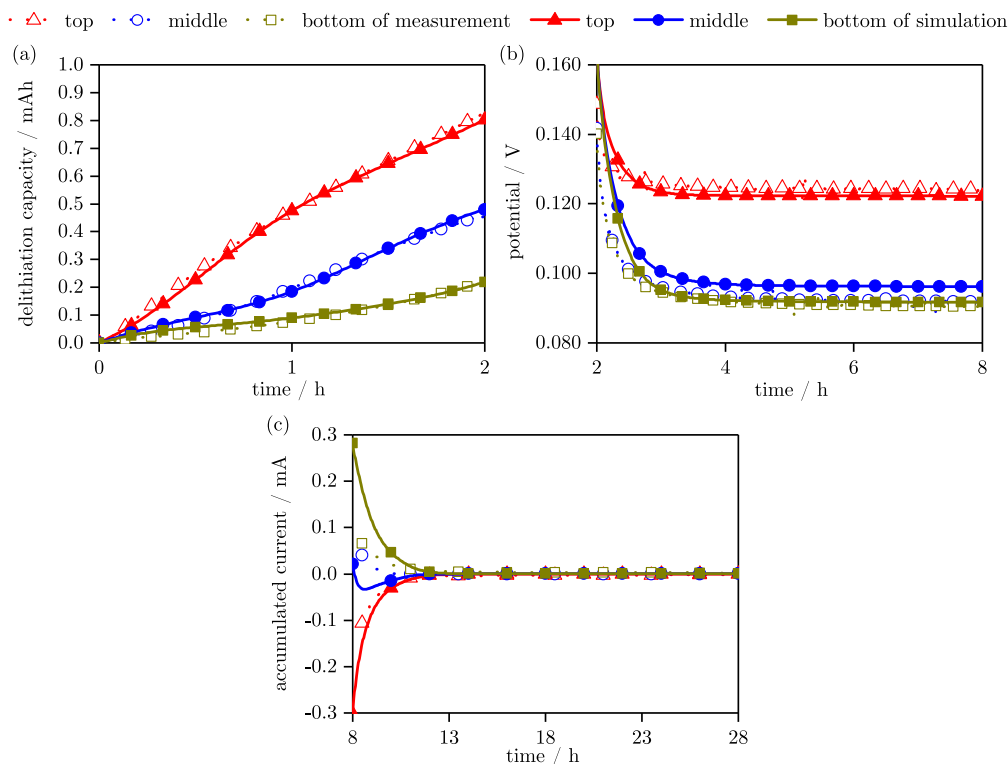 top middle bottom of measurement top middle bottom of simulation
(a)
delithiation capacity / mAh
1.0
0.9
0.8
0.7
0.6
0.5
0.4
0.3
0.2
0.1
0.0
0 1 2
time / h
(b)
potential / V
0.160
0.140
0.120
0.100
0.080
2 4 6 8
time / h
(c)
accumulated current / mA
0.3
0.2
0.1
0.0
-0.1
-0.2
-0.3
8 13 18 23 28
time / h